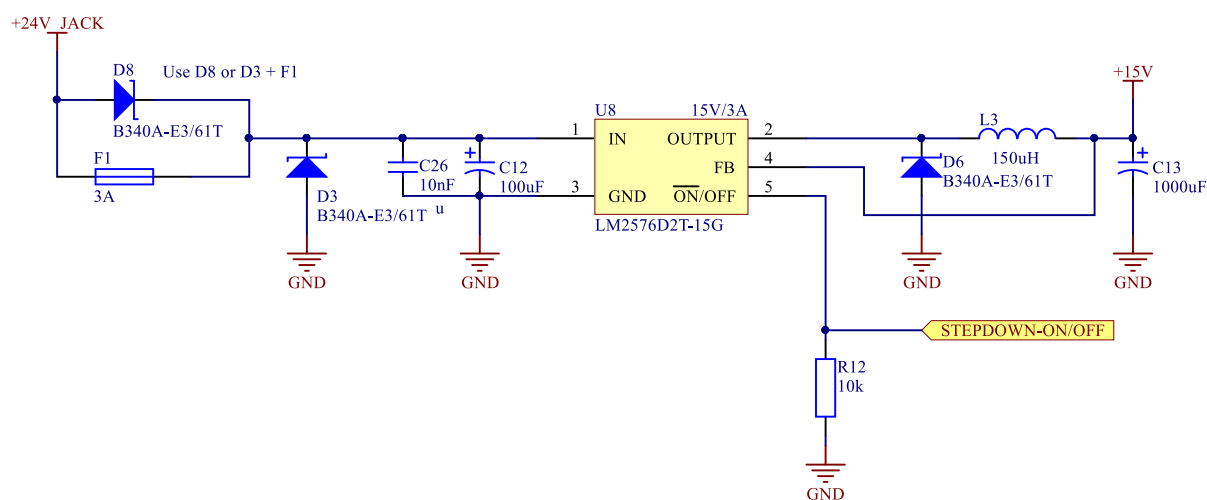 +24V JACK
D8
Use D8 or D3 + F1
B340A-E3/61T
F1
3A
D3
B340A-E3/61T
C26
10nF
u
C12
100uF
GND
GND
U8
15V/3A
1
IN
OUTPUT
2
FB
4
3
GND
ON/OFF
5
LM2576D2T-15G
L3
150uH
D6
B340A-E3/61T
+15V
C13
1000uF
GND
GND
STEPDOWN-ON/OFF
R12
10k
GND